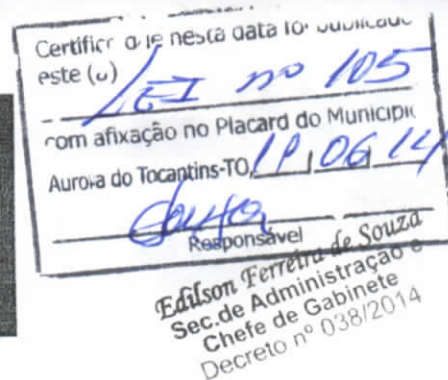 Certifico que nesta data foi publicado
este (a) LEI nº 105
com afixação no Placard do Município
Aurora do Tocantins-TO, 06 14
Responsável
Edilson Ferreira de Souza
Sec.de Administração e
Chefe de Gabinete
Decreto nº 038/2014